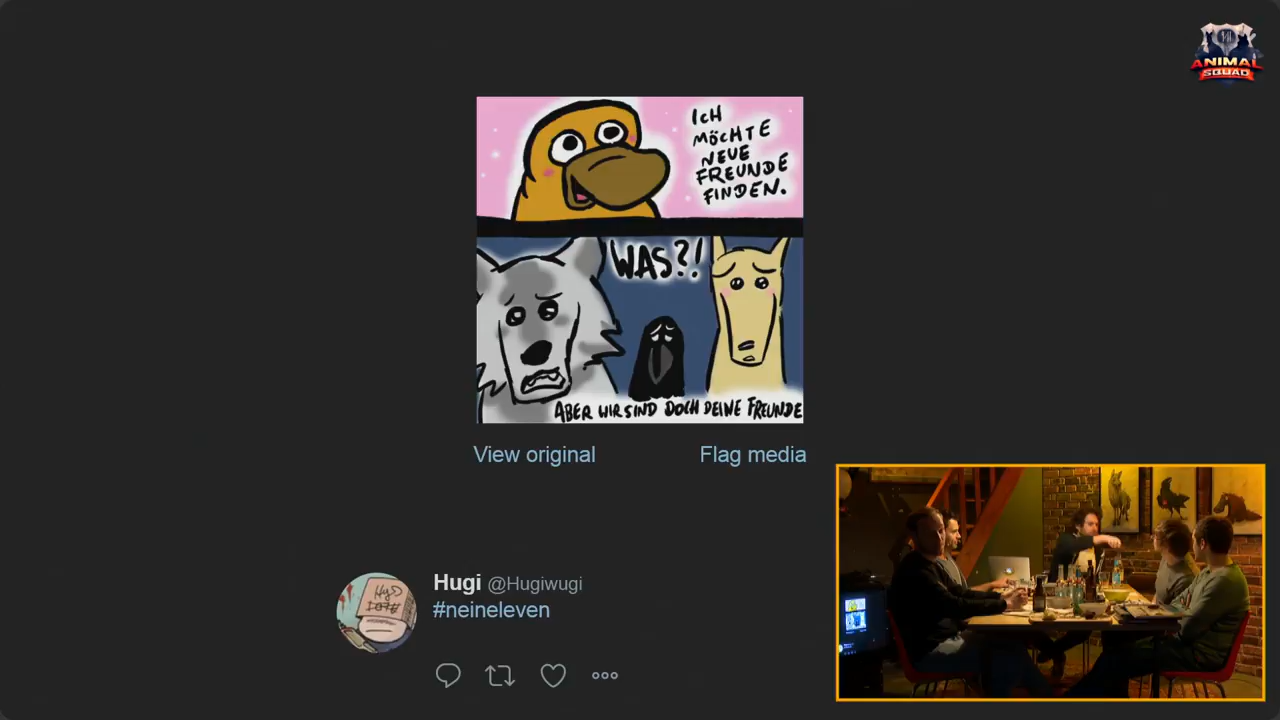 ANIMAL
SQUAD
ICH
MÖCHTE
NEUE
FREUNDE
FINDEN.
WAS?!
ABER WIR SIND DOCH DEINE FREUNDE
View original Flag media
Hugi @Hugiwugi
#neineleven